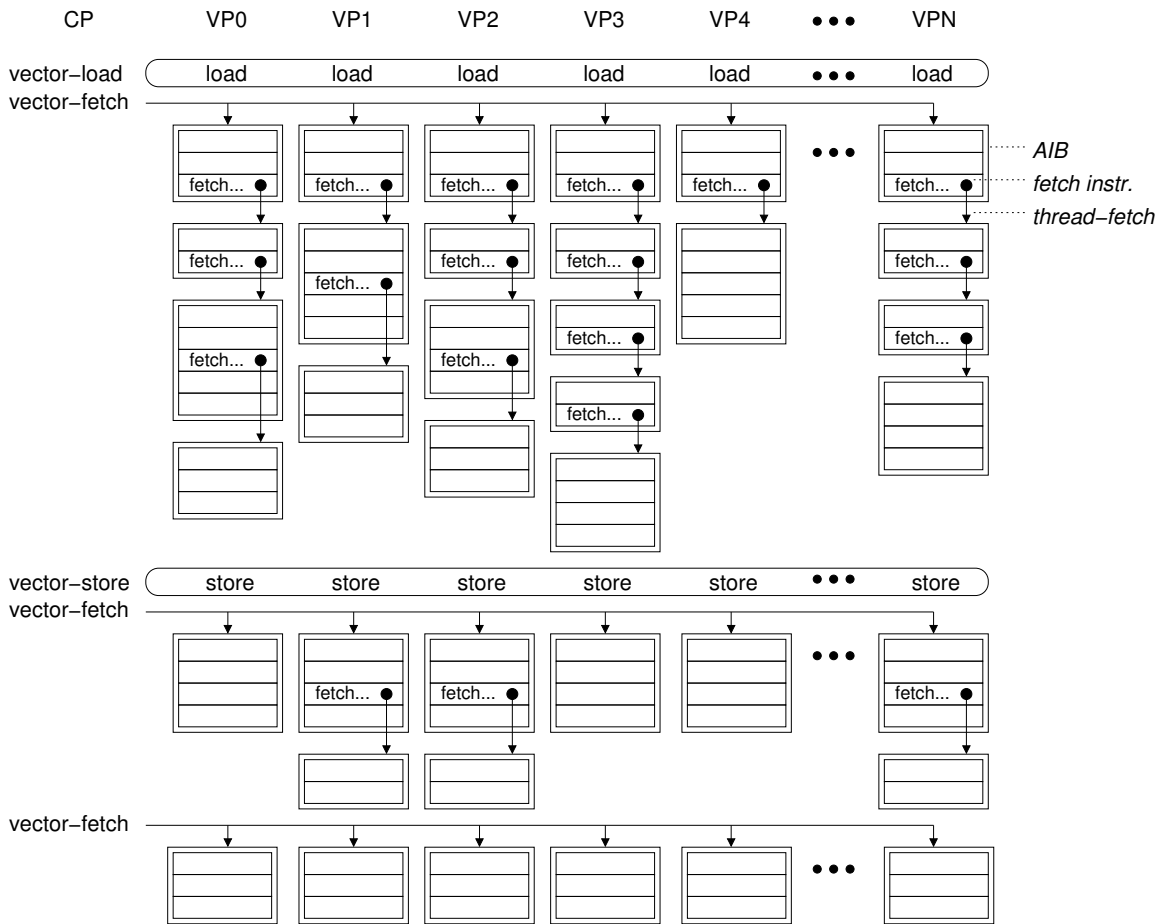 CP VP0 VP1 VP2 VP3 VP4 ●●● VPN
vector–load load load load load load ●●● load
vector–fetch
●●● AIB
fetch... fetch... fetch... fetch... fetch... fetch... fetch instr.
thread–fetch
fetch... fetch... fetch... fetch...
fetch...
fetch... fetch...
fetch... fetch...
fetch...
vector–store store store store store store ●●● store
vector–fetch
●●●
fetch... fetch... fetch...
vector–fetch
●●●